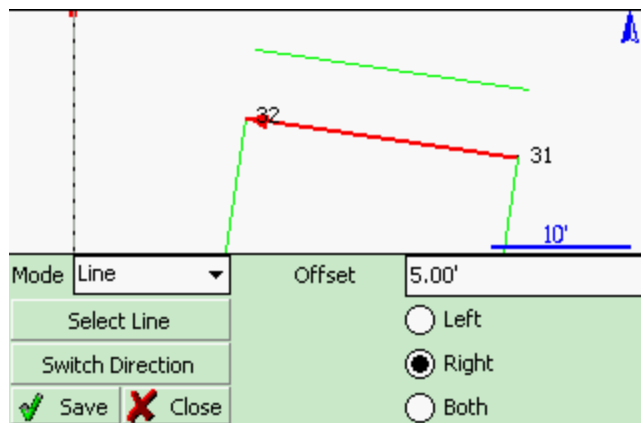 32
31
10'
Mode Line Offset 5.00'
Select Line Left
Switch Direction Right
Save Close Both